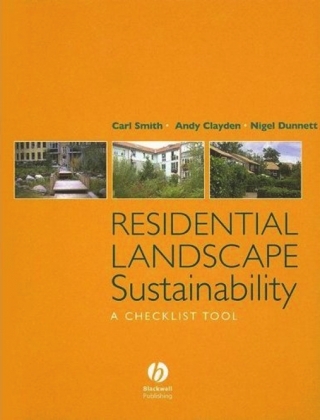 Carl Smith · Andy Clayden · Nigel Dunnett
RESIDENTIAL
LANDSCAPE
Sustainability
A CHECKLIST TOOL
b
Blackwell
Publishing